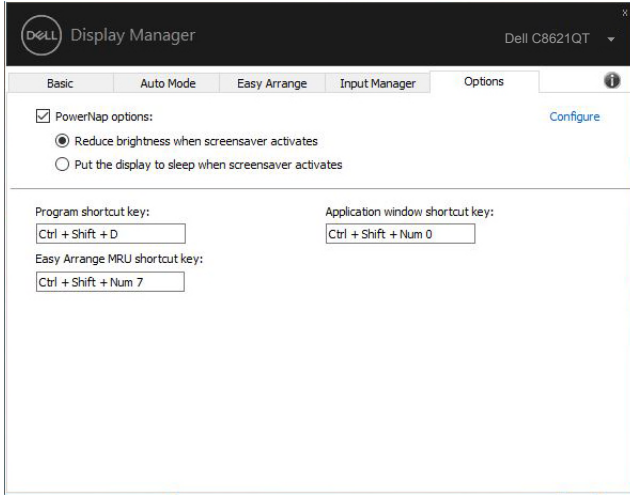 DELL Display Manager
Dell C8621QT
x
Basic Auto Mode Easy Arrange Input Manager Options
PowerNap options: Configure
Reduce brightness when screensaver activates
Put the display to sleep when screensaver activates
Program shortcut key: Application window shortcut key:
Ctrl + Shift + D Ctrl + Shift + Num 0
Easy Arrange MRU shortcut key:
Ctrl + Shift + Num 7